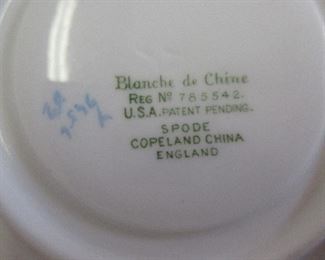 Blanche de Chine
REG Nº 785542.
U.S.A. PATENT PENDING.
SPODE
COPELAND CHINA
ENGLAND